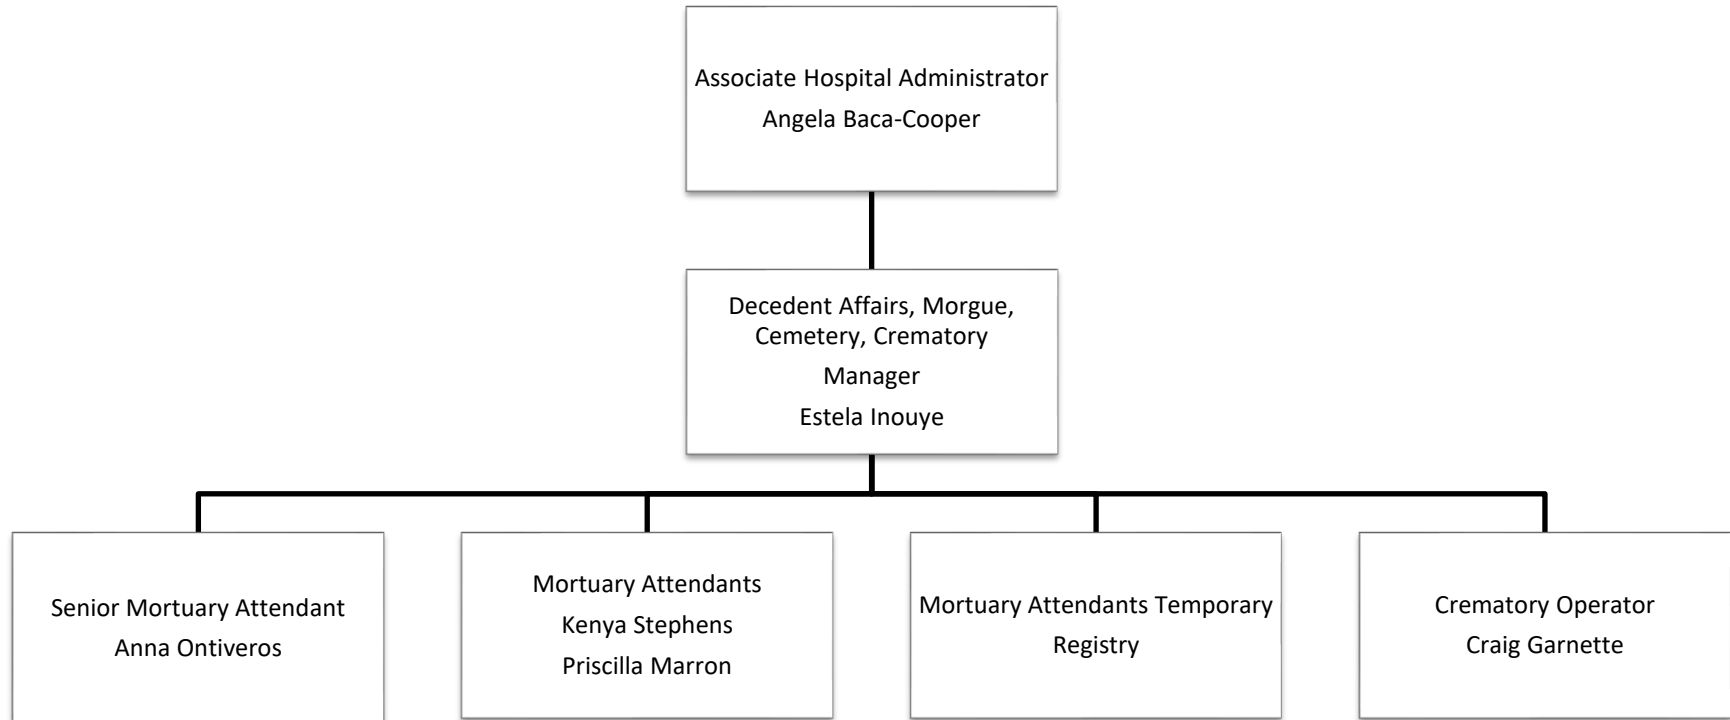 Associate Hospital Administrator
Angela Baca-Cooper
Decedent Affairs, Morgue,
Cemetery, Crematory
Manager
Estela Inouye
Senior Mortuary Attendant
Anna Ontiveros
Mortuary Attendants
Kenya Stephens
Priscilla Marron
Mortuary Attendants Temporary
Registry
Crematory Operator
Craig Garnette